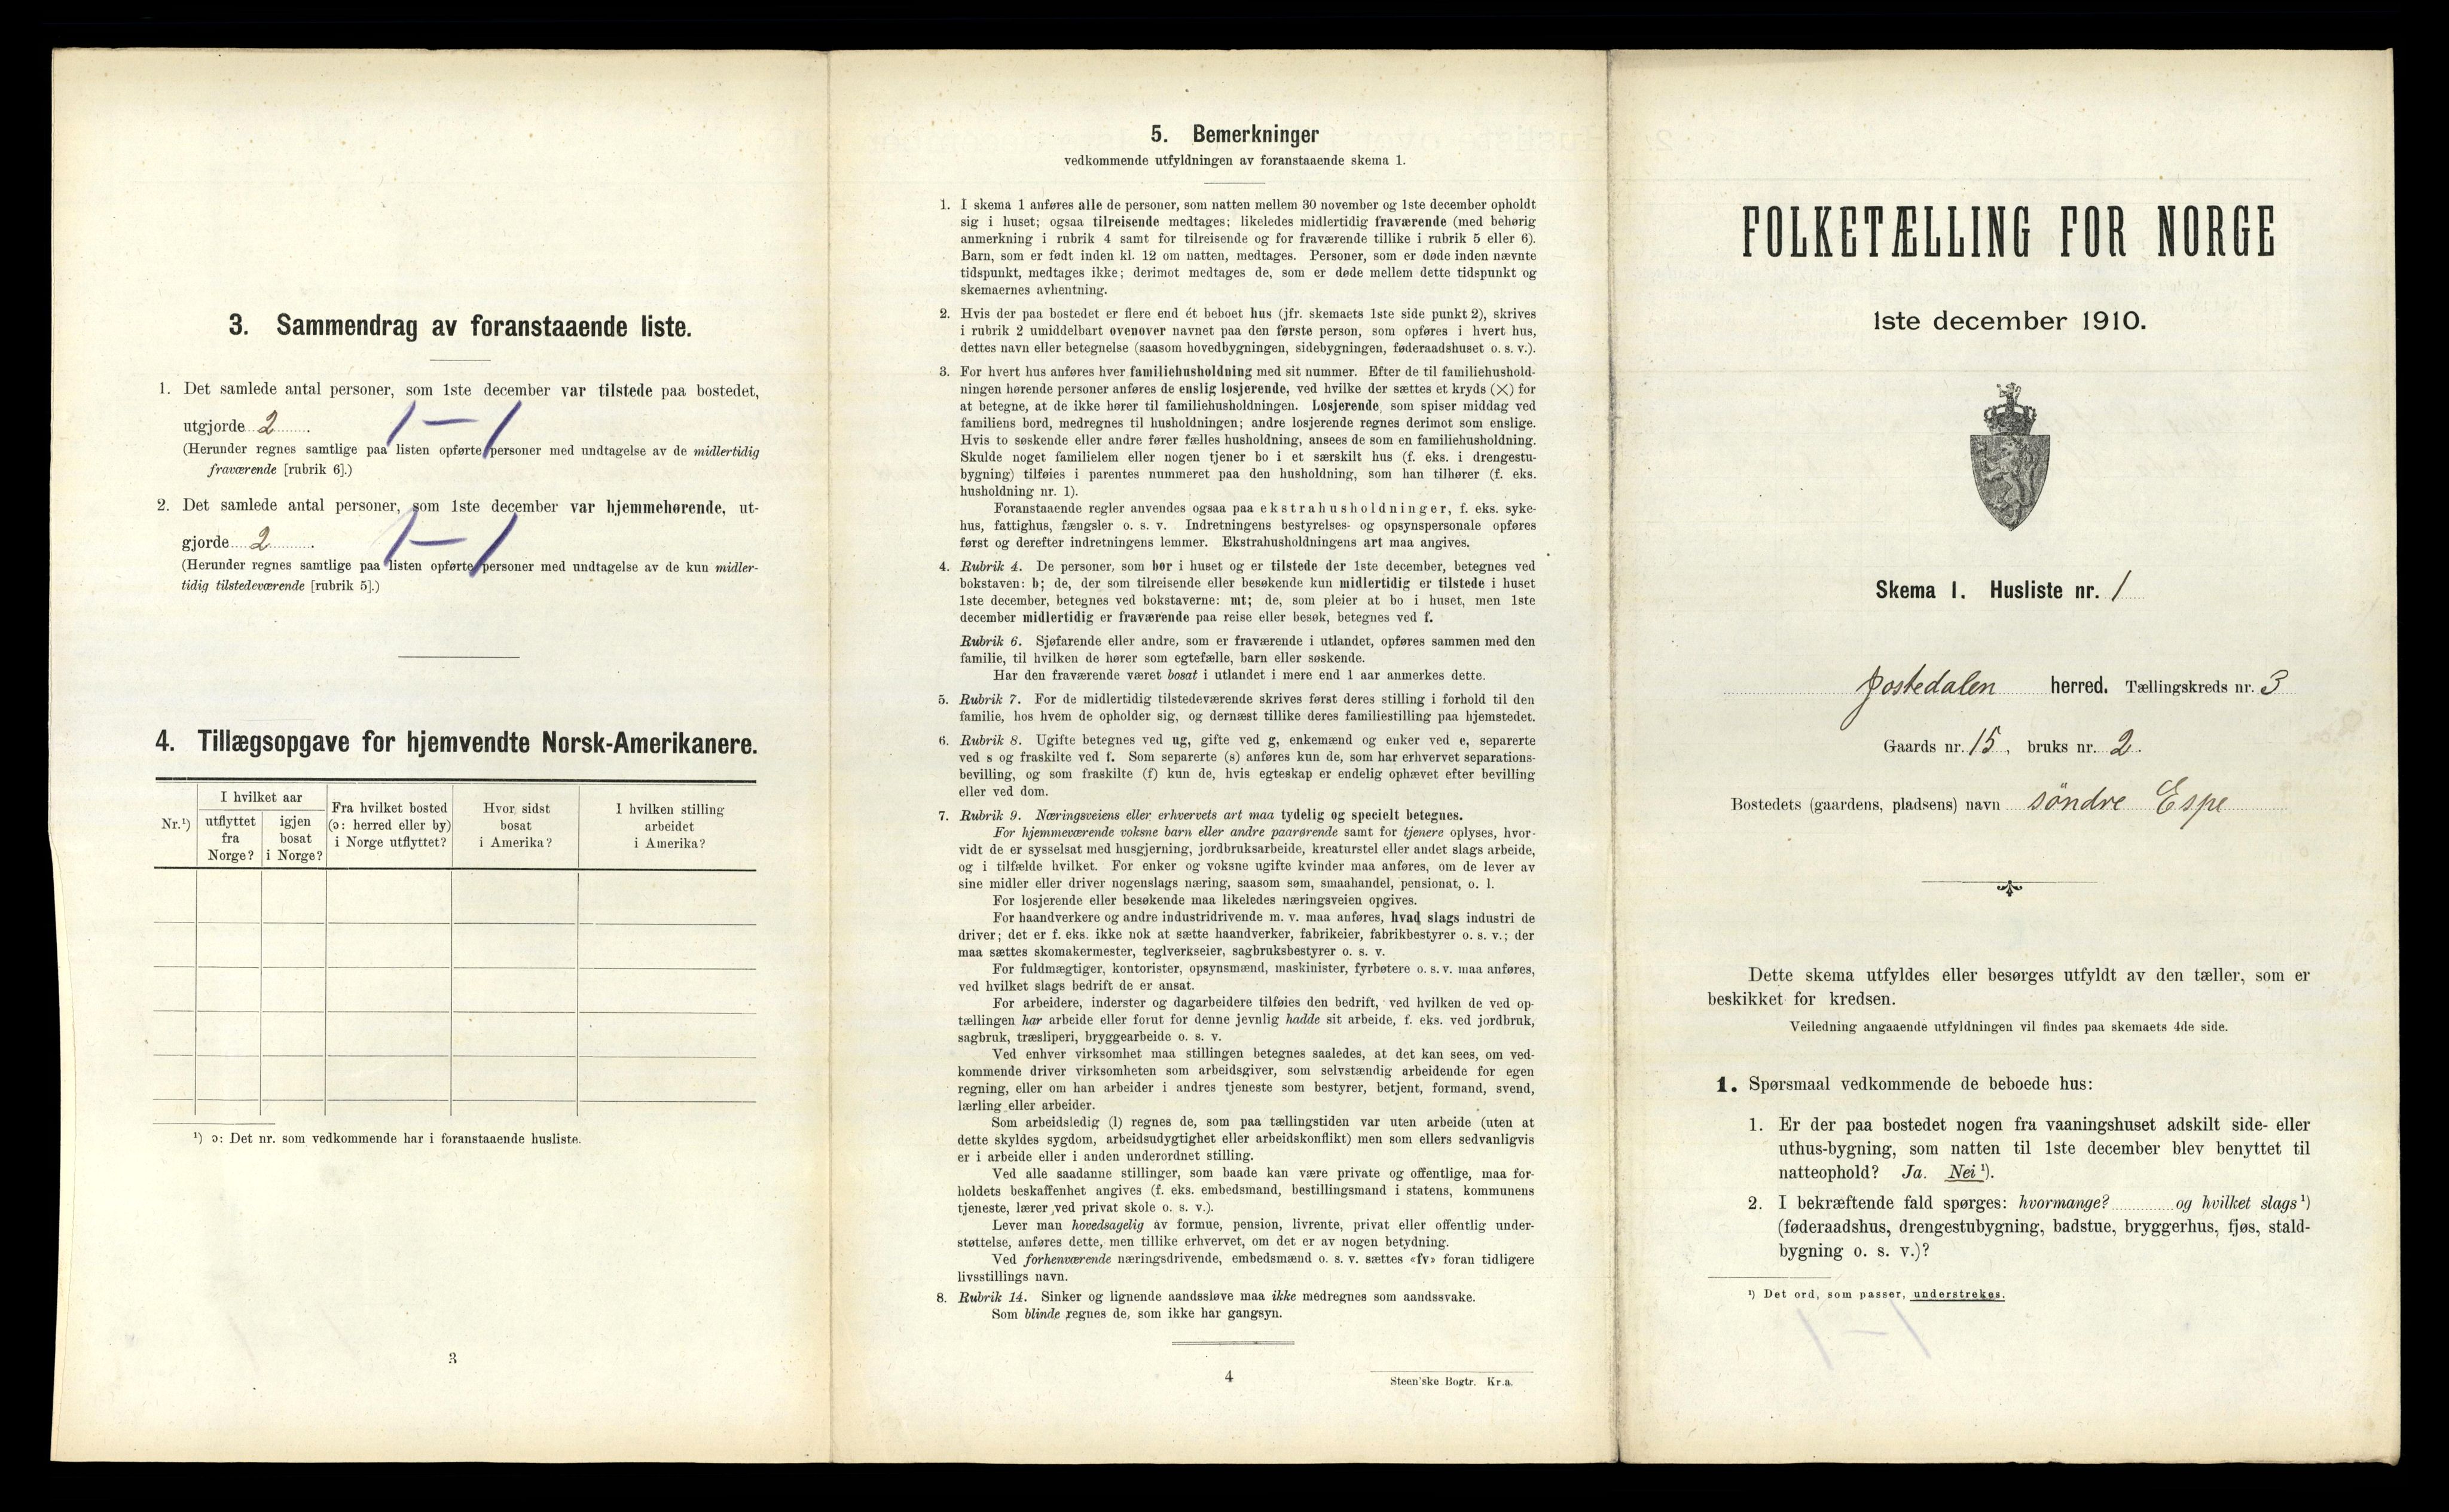 3. Sammendrag av foranstaaende liste.
1. Det samlede antal personer, som 1ste december var tilstede paa bostedet,
utgjorde 2 . 1 – 1
(Herunder regnes samtlige paa listen opførte personer med undtagelse av de midlertidig
fraværende [rubrik 6].)
2. Det samlede antal personer, som 1ste december var hjemmehørende, ut-
gjorde 2 . 1 – 1
(Herunder regnes samtlige paa listen opførte personer med undtagelse av de kun midler-
tidig tilstedeværende [rubrik 5].)
4. Tillægsopgave for hjemvendte Norsk-Amerikanere.
Nr.¹)
I hvilket aar
utflyttet
fra
Norge?
igjen
bosat
i Norge?
Fra hvilket bosted
(ɔ: herred eller by)
i Norge utflyttet?
Hvor sidst
bosat
i Amerika?
I hvilken stilling
arbeidet
i Amerika?
¹) ɔ: Det nr. som vedkommende har i foranstaaende husliste.
3
5. Bemerkninger
vedkommende utfyldningen av foranstaaende skema 1.
1. I skema 1 anføres alle de personer, som natten mellem 30 november og 1ste december opholdt
sig i huset; ogsaa tilreisende medtages; likeledes midlertidig fraværende (med behørig
anmerkning i rubrik 4 samt for tilreisende og for fraværende tillike i rubrik 5 eller 6).
Barn, som er født inden kl. 12 om natten, medtages. Personer, som er døde inden nævnte
tidspunkt, medtages ikke; derimot medtages de, som er døde mellem dette tidspunkt og
skemaernes avhentning.
2. Hvis der paa bostedet er flere end ét beboet hus (jfr. skemaets 1ste side punkt 2), skrives
i rubrik 2 umiddelbart ovenover navnet paa den første person, som opføres i hvert hus,
dettes navn eller betegnelse (saasom hovedbygningen, sidebygningen, føderaadshuset o. s. v.).
3. For hvert hus anføres hver familiehusholdning med sit nummer. Efter de til familiehushold-
ningen hørende personer anføres de enslig losjerende, ved hvilke der sættes et kryds (×) for
at betegne, at de ikke hører til familiehusholdningen. Losjerende, som spiser middag ved
familiens bord, medregnes til husholdningen; andre losjerende regnes derimot som enslige.
Hvis to søskende eller andre fører fælles husholdning, ansees de som en familiehusholdning.
Skulde noget familielem eller nogen tjener bo i et særskilt hus (f. eks. i drengestu-
bygning) tilføies i parentes nummeret paa den husholdning, som han tilhører (f. eks.
husholdning nr. 1).
Foranstaaende regler anvendes ogsaa paa ekstrahusholdninger, f. eks. syke-
hus, fattighus, fængsler o. s. v. Indretningens bestyrelses- og opsynspersonale opføres
først og derefter indretningens lemmer. Ekstrahusholdningens art maa angives.
4. Rubrik 4. De personer, som bor i huset og er tilstede der 1ste december, betegnes ved
bokstaven: b; de, der som tilreisende eller besøkende kun midlertidig er tilstede i huset
1ste december, betegnes ved bokstaverne: mt; de, som pleier at bo i huset, men 1ste
december midlertidig er fraværende paa reise eller besøk, betegnes ved f.
Rubrik 6. Sjøfarende eller andre, som er fraværende i utlandet, opføres sammen med den
familie, til hvilken de hører som egtefælle, barn eller søskende.
Har den fraværende været bosat i utlandet i mere end 1 aar anmerkes dette.
5. Rubrik 7. For de midlertidig tilstedeværende skrives først deres stilling i forhold til den
familie, hos hvem de opholder sig, og dernæst tillike deres familiestilling paa hjemstedet.
6. Rubrik 8. Ugifte betegnes ved ug, gifte ved g, enkemænd og enker ved e, separerte
ved s og fraskilte ved f. Som separerte (s) anføres kun de, som har erhvervet separations-
bevilling, og som fraskilte (f) kun de, hvis egteskap er endelig ophævet efter bevilling
eller ved dom.
7. Rubrik 9. Næringsveiens eller erhvervets art maa tydelig og specielt betegnes.
For hjemmeværende voksne barn eller andre paarørende samt for tjenere oplyses, hvor-
vidt de er sysselsat med husgjerning, jordbruksarbeide, kreaturstel eller andet slags arbeide,
og i tilfælde hvilket. For enker og voksne ugifte kvinder maa anføres, om de lever av
sine midler eller driver nogenslags næring, saasom søm, smaahandel, pensionat, o. l.
For losjerende eller besøkende maa likeledes næringsveien opgives.
For haandverkere og andre industridrivende m. v. maa anføres, hvad slags industri de
driver; det er f. eks. ikke nok at sætte haandverker, fabrikeier, fabrikbestyrer o. s. v.; der
maa sættes skomakermester, teglverkseier, sagbruksbestyrer o. s. v.
For fuldmægtiger, kontorister, opsynsmænd, maskinister, fyrbøtere o. s. v. maa anføres,
ved hvilket slags bedrift de er ansat.
For arbeidere, inderster og dagarbeidere tilføies den bedrift, ved hvilken de ved op-
tællingen har arbeide eller forut for denne jevnlig hadde sit arbeide, f. eks. ved jordbruk,
sagbruk, træsliperi, bryggearbeide o. s. v.
Ved enhver virksomhet maa stillingen betegnes saaledes, at det kan sees, om ved-
kommende driver virksomheten som arbeidsgiver, som selvstændig arbeidende for egen
regning, eller om han arbeider i andres tjeneste som bestyrer, betjent, formand, svend,
lærling eller arbeider.
Som arbeidsledig (l) regnes de, som paa tællingstiden var uten arbeide (uten at
dette skyldes sygdom, arbeidsudygtighet eller arbeidskonflikt) men som ellers sedvanligvis
er i arbeide eller i anden underordnet stilling.
Ved alle saadanne stillinger, som baade kan være private og offentlige, maa for-
holdets beskaffenhet angives (f. eks. embedsmand, bestillingsmand i statens, kommunens
tjeneste, lærer ved privat skole o. s. v.).
Lever man hovedsagelig av formue, pension, livrente, privat eller offentlig under-
støttelse, anføres dette, men tillike erhvervet, om det er av nogen betydning.
Ved forhenværende næringsdrivende, embedsmænd o. s. v. sættes «fv» foran tidligere
livsstillings navn.
8. Rubrik 14. Sinker og lignende aandssløve maa ikke medregnes som aandssvake.
Som blinde regnes de, som ikke har gangsyn.
4
Steen'ske Bogtr. Kr.a.
FOLKETÆLLING FOR NORGE
1ste december 1910.
Skema 1. Husliste nr. 1
Jostedalen herred. Tællingskreds nr. 3
Gaards nr. 15, bruks nr. 2.
Bostedets (gaardens, pladsens) navn söndre Espe
Dette skema utfyldes eller besørges utfyldt av den tæller, som er
beskikket for kredsen.
Veiledning angaaende utfyldningen vil findes paa skemaets 4de side.
1. Spørsmaal vedkommende de beboede hus:
1. Er der paa bostedet nogen fra vaaningshuset adskilt side- eller
uthus-bygning, som natten til 1ste december blev benyttet til
natteophold? Ja. Nei ¹).
2. I bekræftende fald spørges: hvormange? og hvilket slags ¹)
(føderaadshus, drengestubygning, badstue, bryggerhus, fjøs, stald-
bygning o. s. v.)?
¹) Det ord, som passer, understrekes.